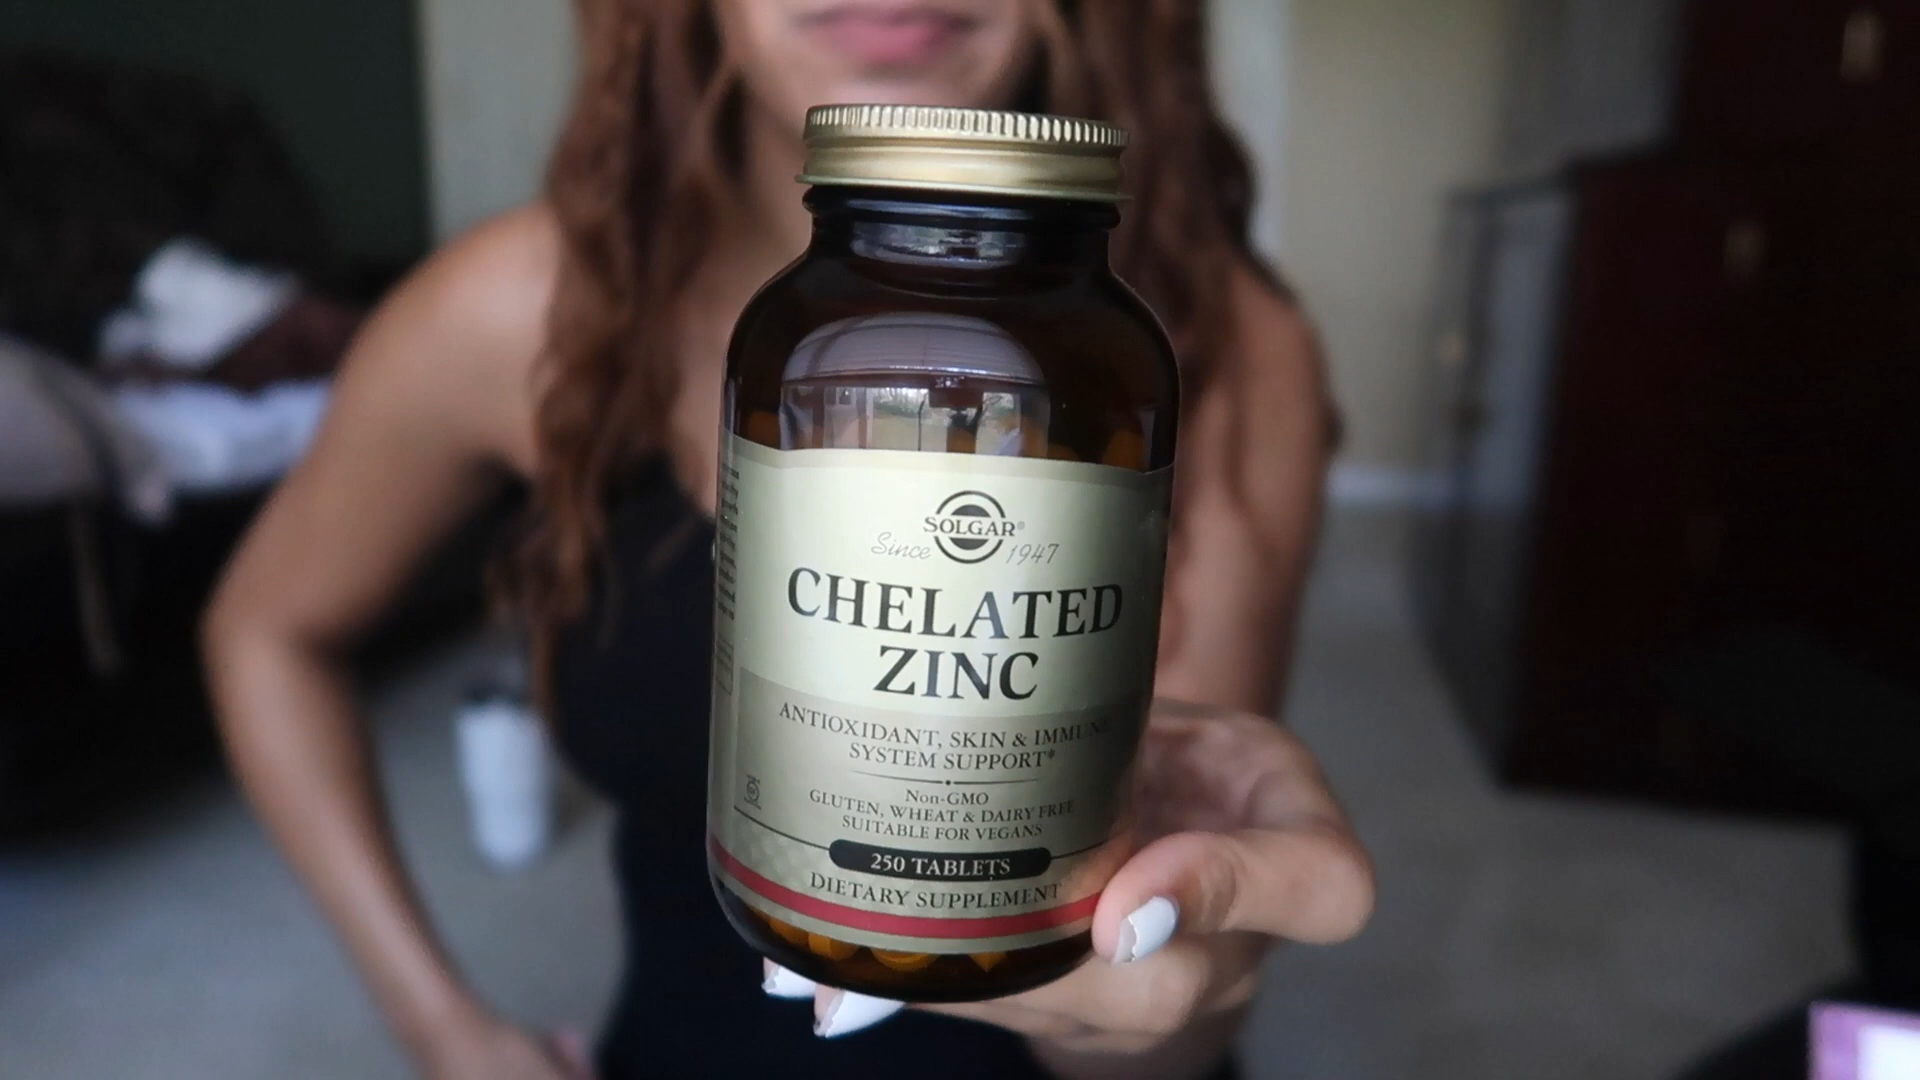 SOLGAR®
Since 1947
CHELATED
ZINC
ANTIOXIDANT, SKIN & IMMUNE
SYSTEM SUPPORT*
Non-GMO
GLUTEN, WHEAT & DAIRY FREE
SUITABLE FOR VEGANS
250 TABLETS
DIETARY SUPPLEMENT